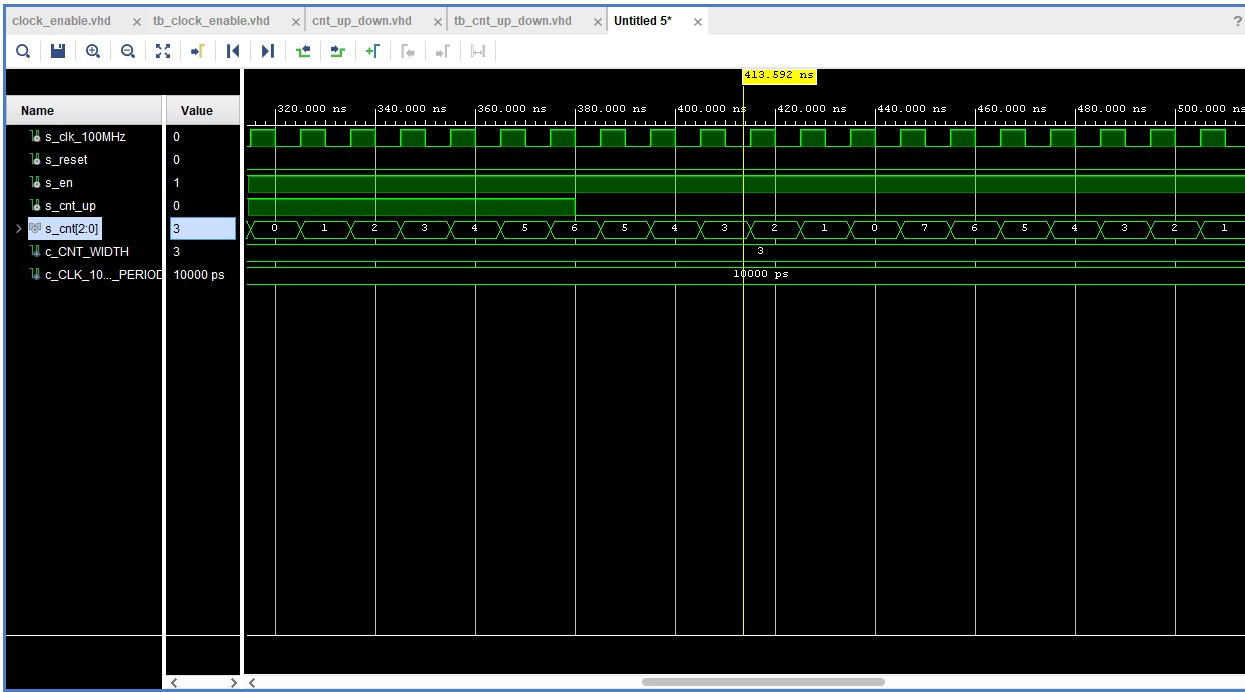 clock_enable.vhd × tb_clock_enable.vhd × cnt_up_down.vhd × tb_cnt_up_down.vhd × Untitled 5* × ?
413.592 ns
Name Value
320.000 ns 340.000 ns 360.000 ns 380.000 ns 400.000 ns 420.000 ns 440.000 ns 460.000 ns 480.000 ns 500.000 ns
s_clk_100MHz 0
s_reset 0
s_en 1
s_cnt_up 0
s_cnt[2:0] 3 0 1 2 3 4 5 6 5 4 3 2 1 0 7 6 5 4 3 2 1
c_CNT_WIDTH 3 3
c_CLK_10..._PERIOD 10000 ps 10000 ps